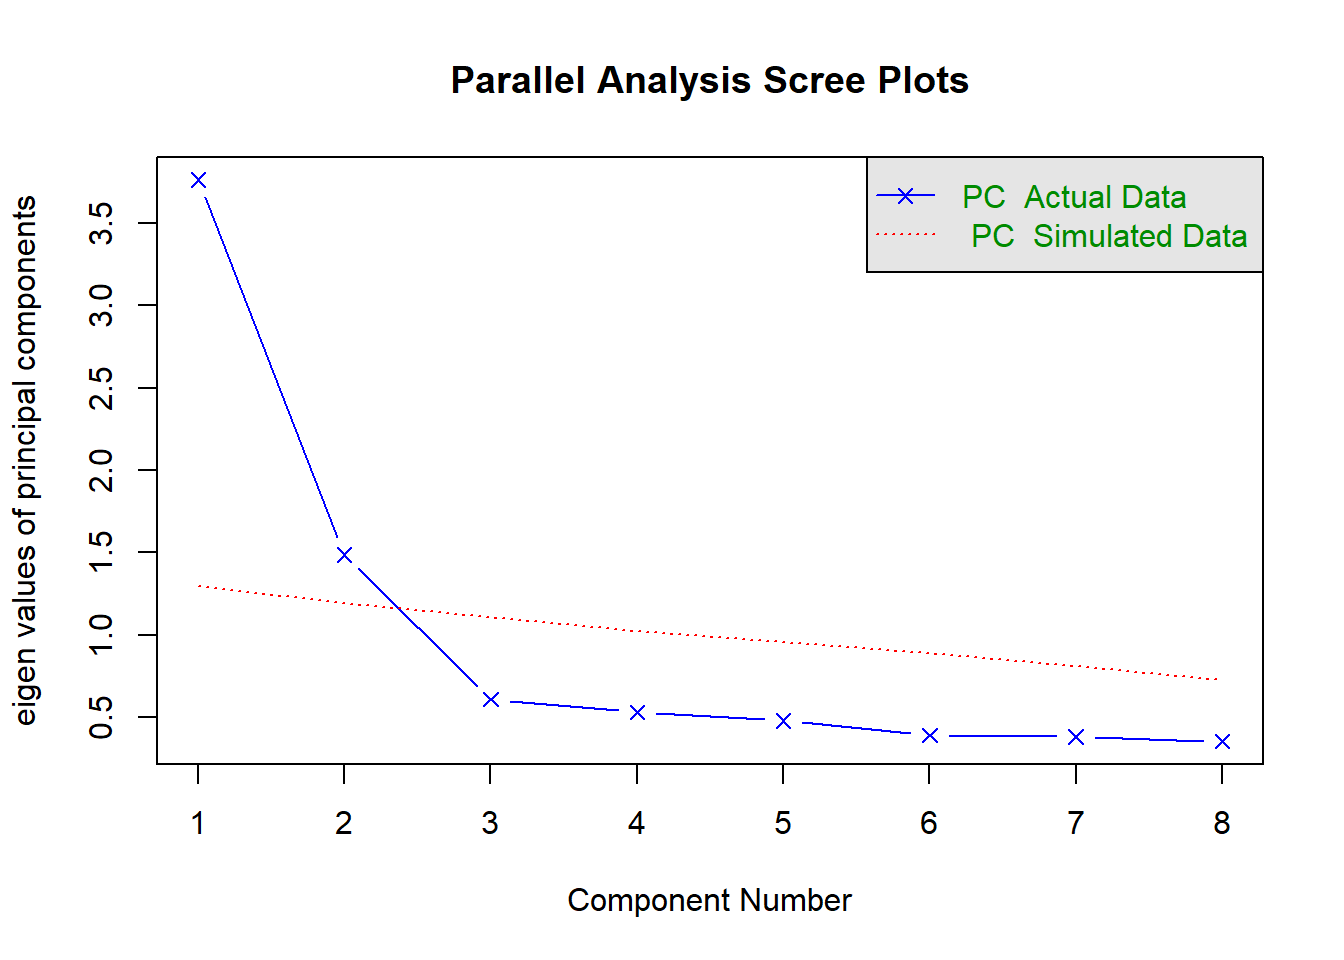 Parallel Analysis Scree Plots
PC  Actual Data
PC  Simulated Data
eigen values of principal components
3.5
3.0
2.5
2.0
1.5
1.0
0.5
1 2 3 4 5 6 7 8
Component Number